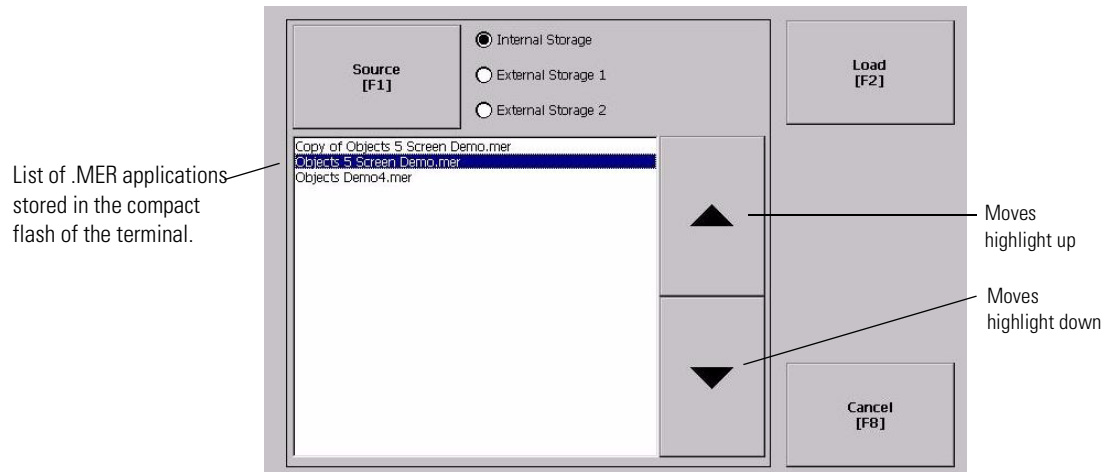 Source
[F1]
Internal Storage
External Storage 1
External Storage 2
Load
[F2]
Copy of Objects 5 Screen Demo.mer
Objects 5 Screen Demo.mer
Objects Demo4.mer
List of .MER applications
stored in the compact
flash of the terminal.
Moves
highlight up
Moves
highlight down
Cancel
[F8]